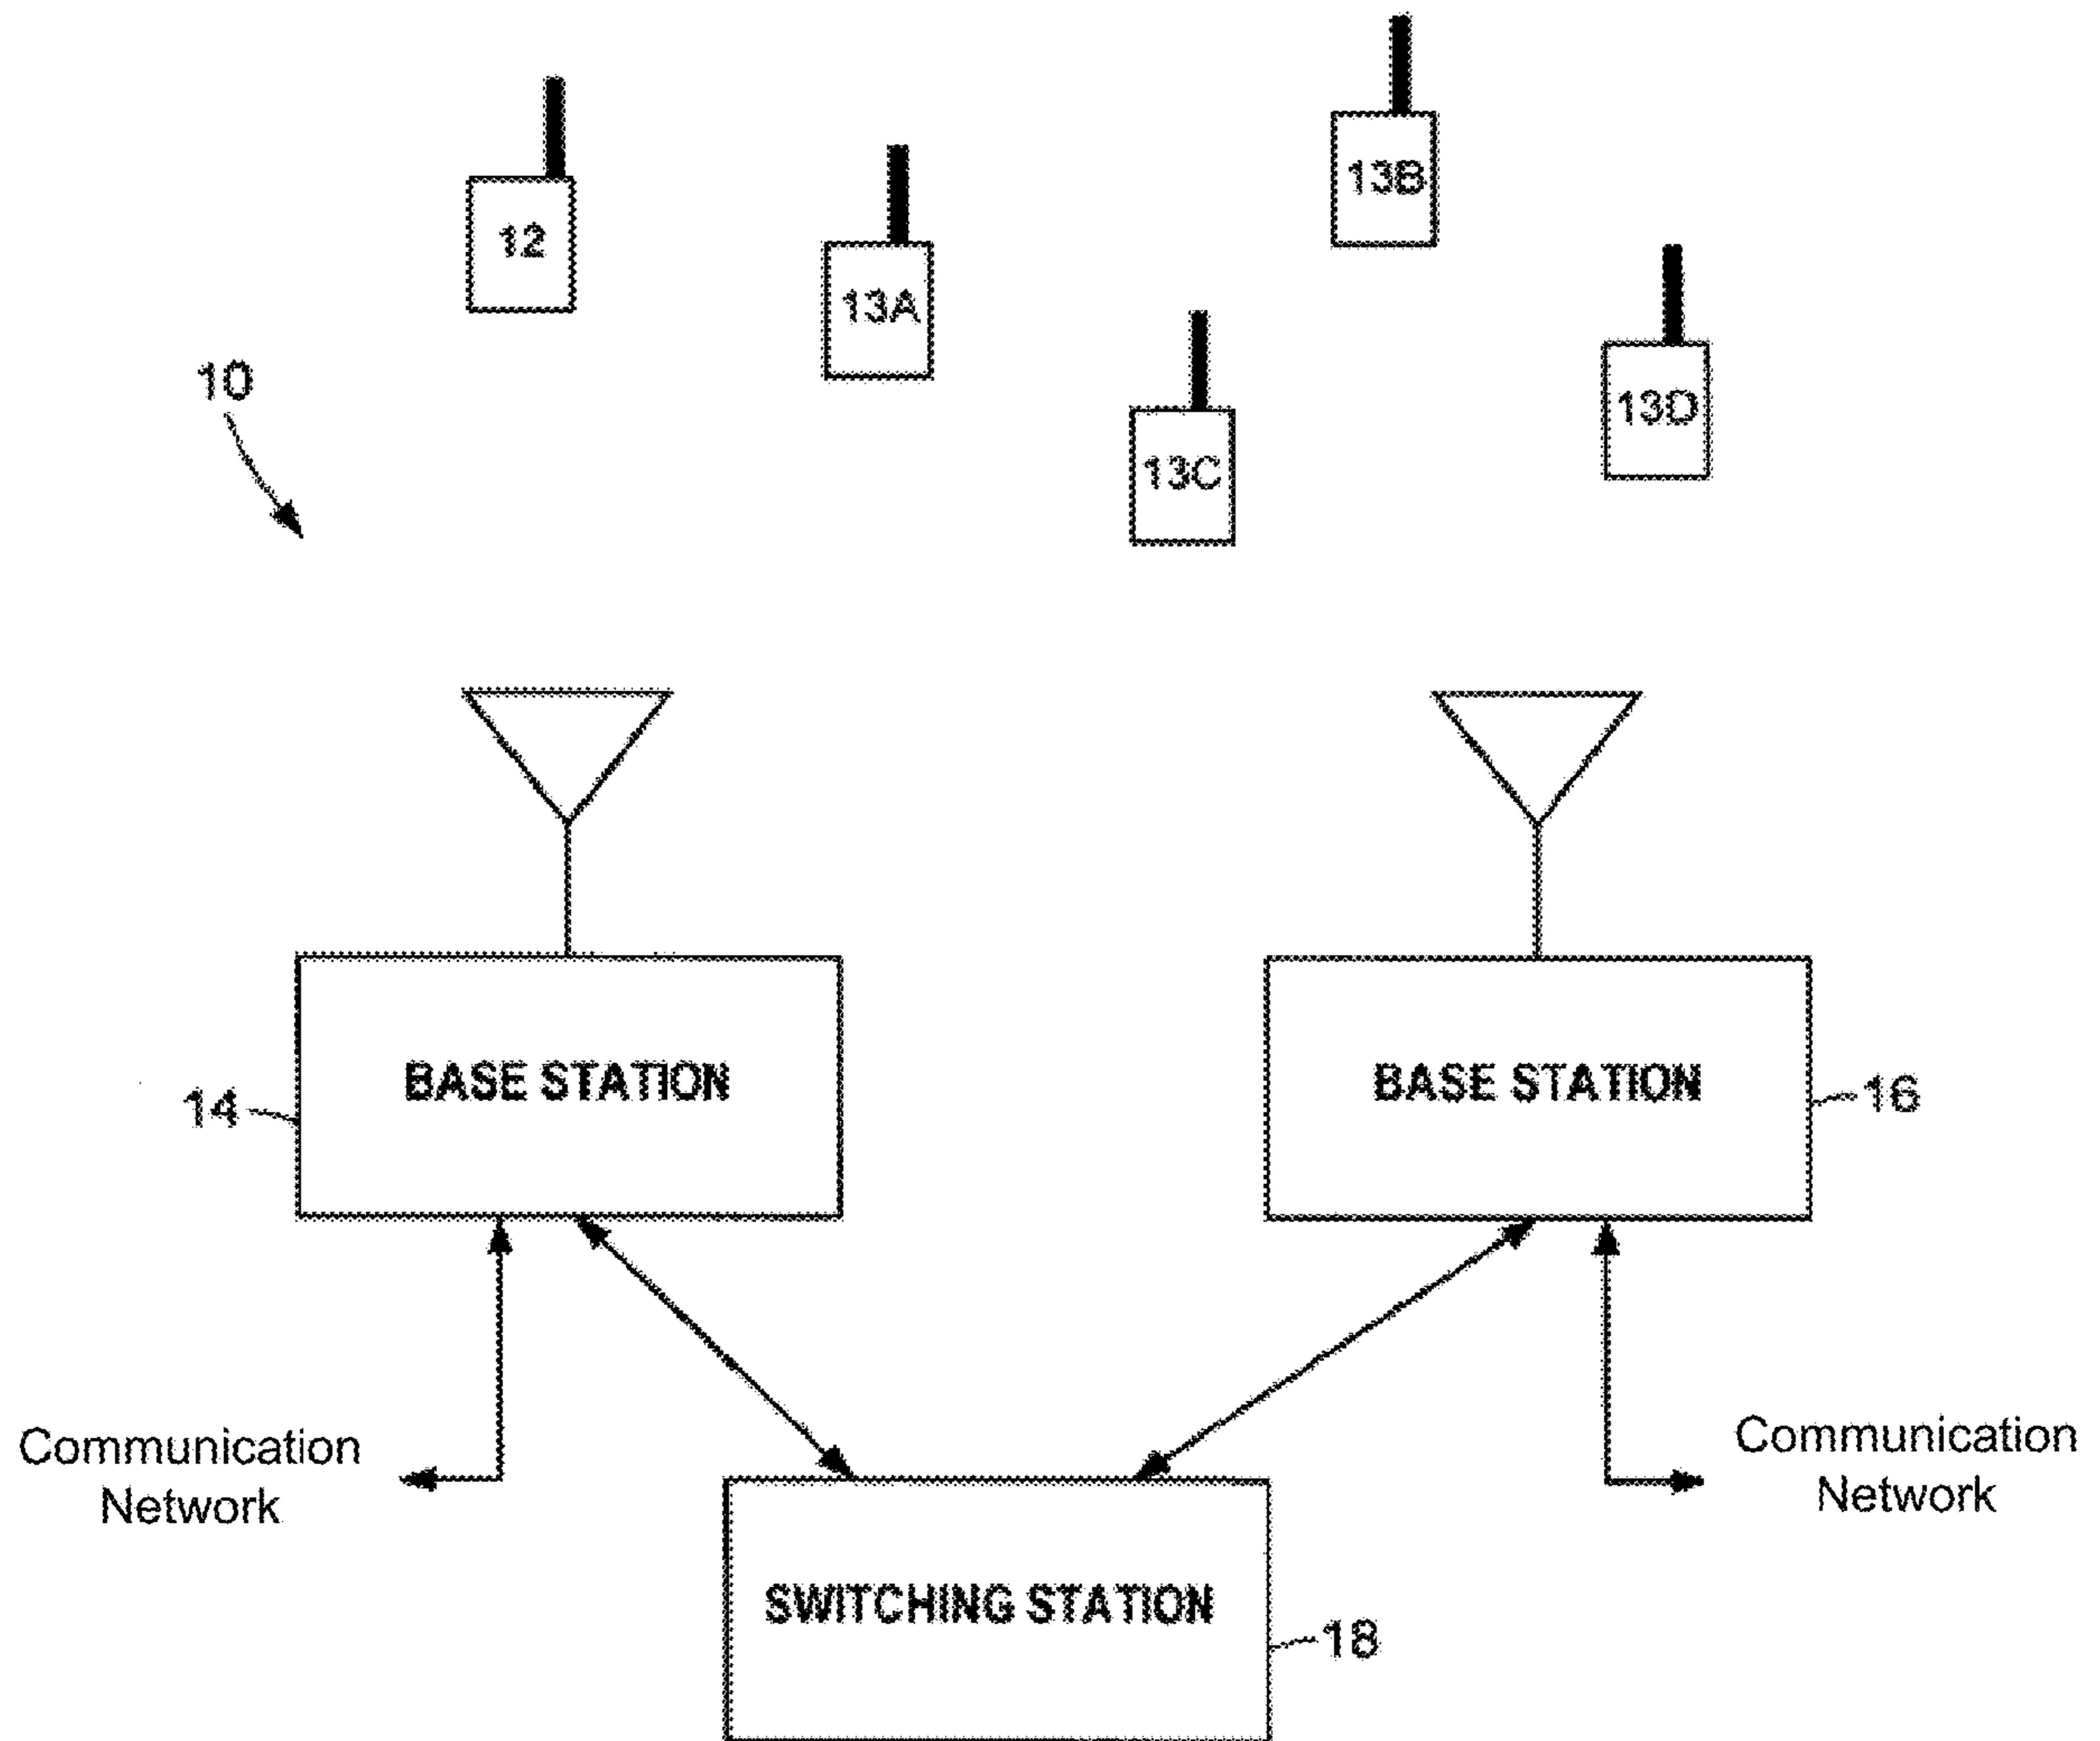 13B
12
13A
13D
10
13C
BASE STATION
BASE STATION
14
16
Communication
Network
Communication
Network
SWITCHING STATION
18